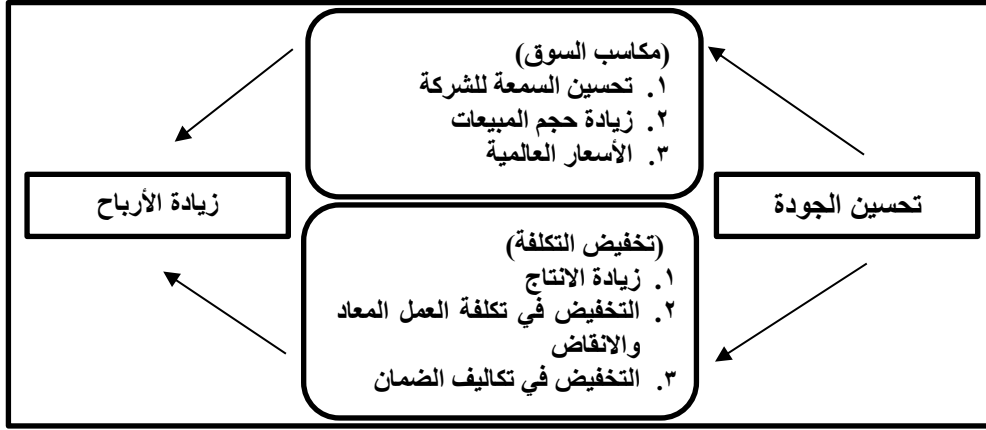 تحسين الجودة
(مكاسب السوق)
١. تحسين السمعة للشركة
٢. زيادة حجم المبيعات
٣. الأسعار العالمية
(تخفيض التكلفة)
١. زيادة الانتاج
٢. التخفيض في تكلفة العمل المعاد
والانقاض
٣. التخفيض في تكاليف الضمان
زيادة الأرباح